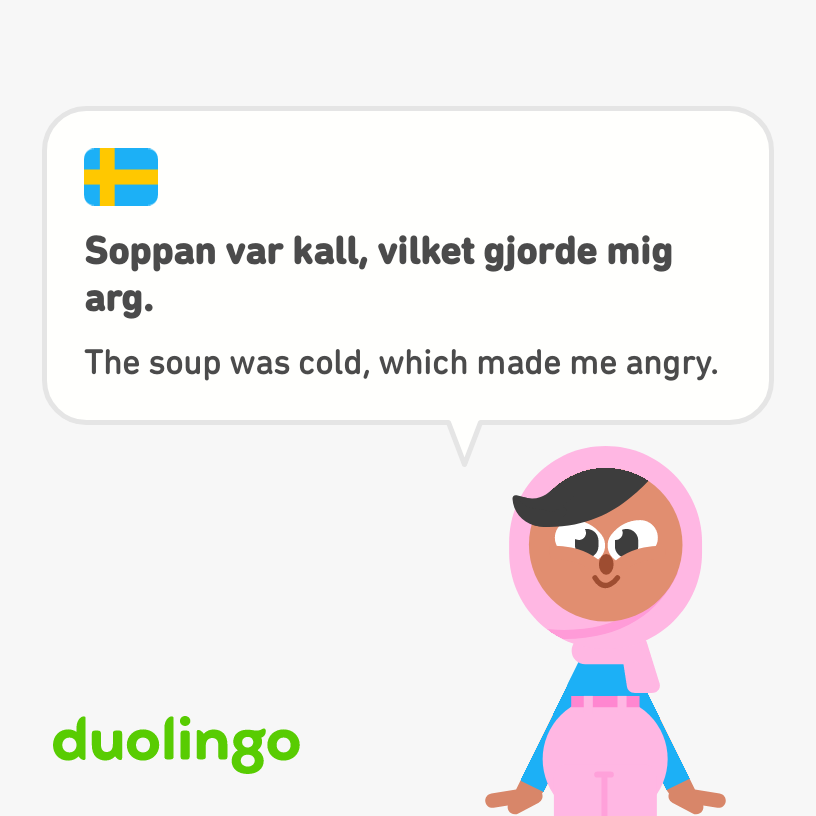 Soppan var kall, vilket gjorde mig
arg.
The soup was cold, which made me angry.
duolingo